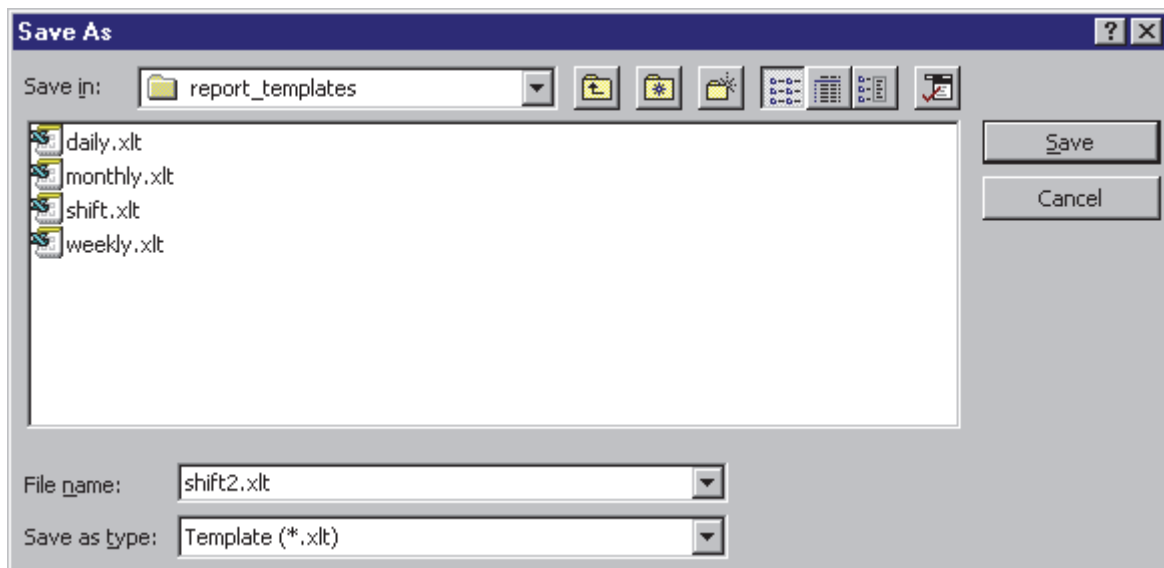 Save As
Save in: report_templates
daily.xlt
monthly.xlt
shift.xlt
weekly.xlt
Save
Cancel
File name: shift2.xlt
Save as type: Template (*.xlt)